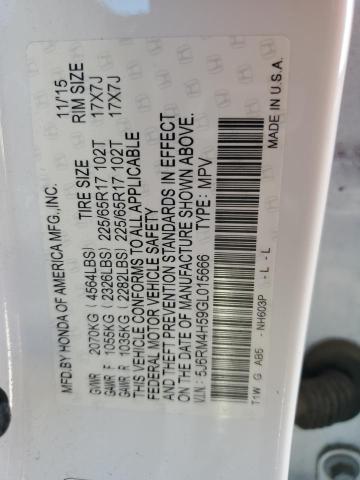 MFD.BY HONDA OF AMERICA MFG.,INC. 11/15
TIRE SIZE RIM SIZE
GVWR 2070KG (4564LBS)
GAWR F 1055KG (2326LBS) 225/65R17 102T 17X7J
GAWR R 1035KG (2282LBS) 225/65R17 102T 17X7J
THIS VEHICLE CONFORMS TO ALL APPLICABLE
FEDERAL MOTOR VEHICLE SAFETY
AND THEFT PREVENTION STANDARDS IN EFFECT
ON THE DATE OF MANUFACTURE SHOWN ABOVE.
V.I.N.: 5J6RM4H59GL015666 TYPE: MPV
T1W G AB5 - NH603P - L - L MADE IN U.S.A.